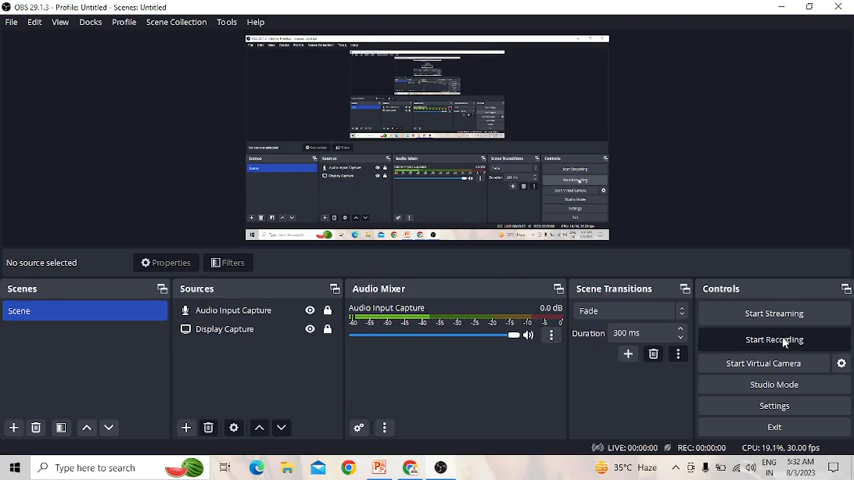 OBS 29.1.3 - Profile: Untitled - Scenes: Untitled
File Edit View Docks Profile Scene Collection Tools Help
No source selected Properties Filters
Scenes
Scene
Sources
Audio Input Capture
Display Capture
Audio Mixer
Audio Input Capture 0.0 dB
-60 -55 -50 -45 -40 -35 -30 -25 -20 -15 -10 -5 0
Scene Transitions
Fade
Duration 300 ms
Controls
Start Streaming
Start Recording
Start Virtual Camera
Studio Mode
Settings
Exit
LIVE: 00:00:00 REC: 00:00:00 CPU: 19.1%, 30.00 fps
Type here to search
35°C Haze
ENG
IN
5:32 AM
8/3/2023